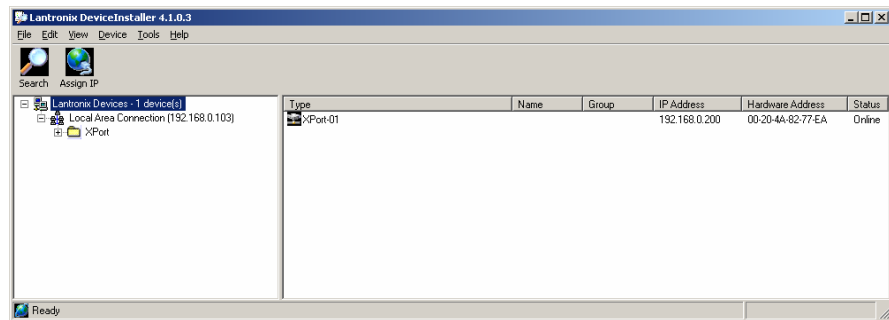 Lantronix DeviceInstaller 4.1.0.3
File Edit View Device Tools Help
Search Assign IP
Lantronix Devices - 1 device(s)
Local Area Connection (192.168.0.103)
XPort
Type Name Group IP Address Hardware Address Status
XPort-01 192.168.0.200 00-20-4A-82-77-EA Online
Ready